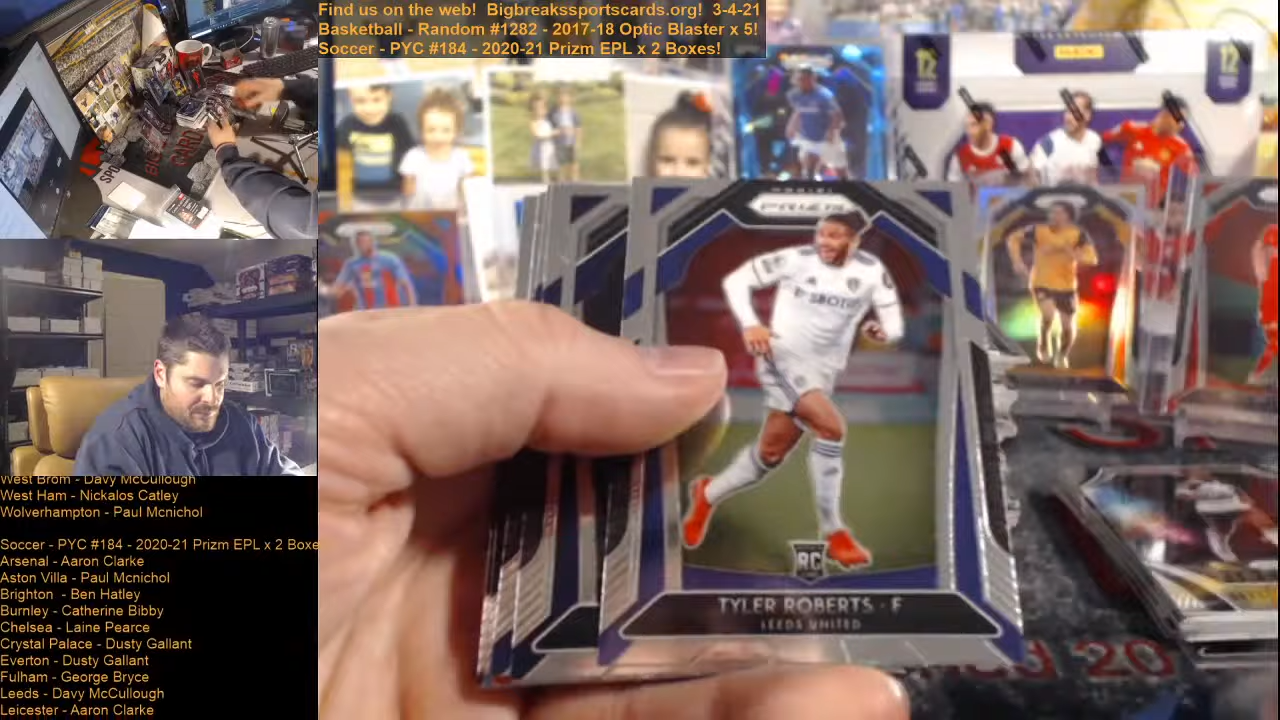 Find us on the web!  Bigbreakssportscards.org!  3-4-21
Basketball - Random #1282 - 2017-18 Optic Blaster x 5!
Soccer - PYC #184 - 2020-21 Prizm EPL x 2 Boxes!
PANINI
12
12
PRIZM
RC
TYLER ROBERTS - F
LEEDS UNITED
West Brom - Davy McCullough
West Ham - Nickalos Catley
Wolverhampton - Paul Mcnichol
Soccer - PYC #184 - 2020-21 Prizm EPL x 2 Boxe
Arsenal - Aaron Clarke
Aston Villa - Paul Mcnichol
Brighton  - Ben Hatley
Burnley - Catherine Bibby
Chelsea - Laine Pearce
Crystal Palace - Dusty Gallant
Everton - Dusty Gallant
Fulham - George Bryce
Leeds - Davy McCullough
Leicester - Aaron Clarke